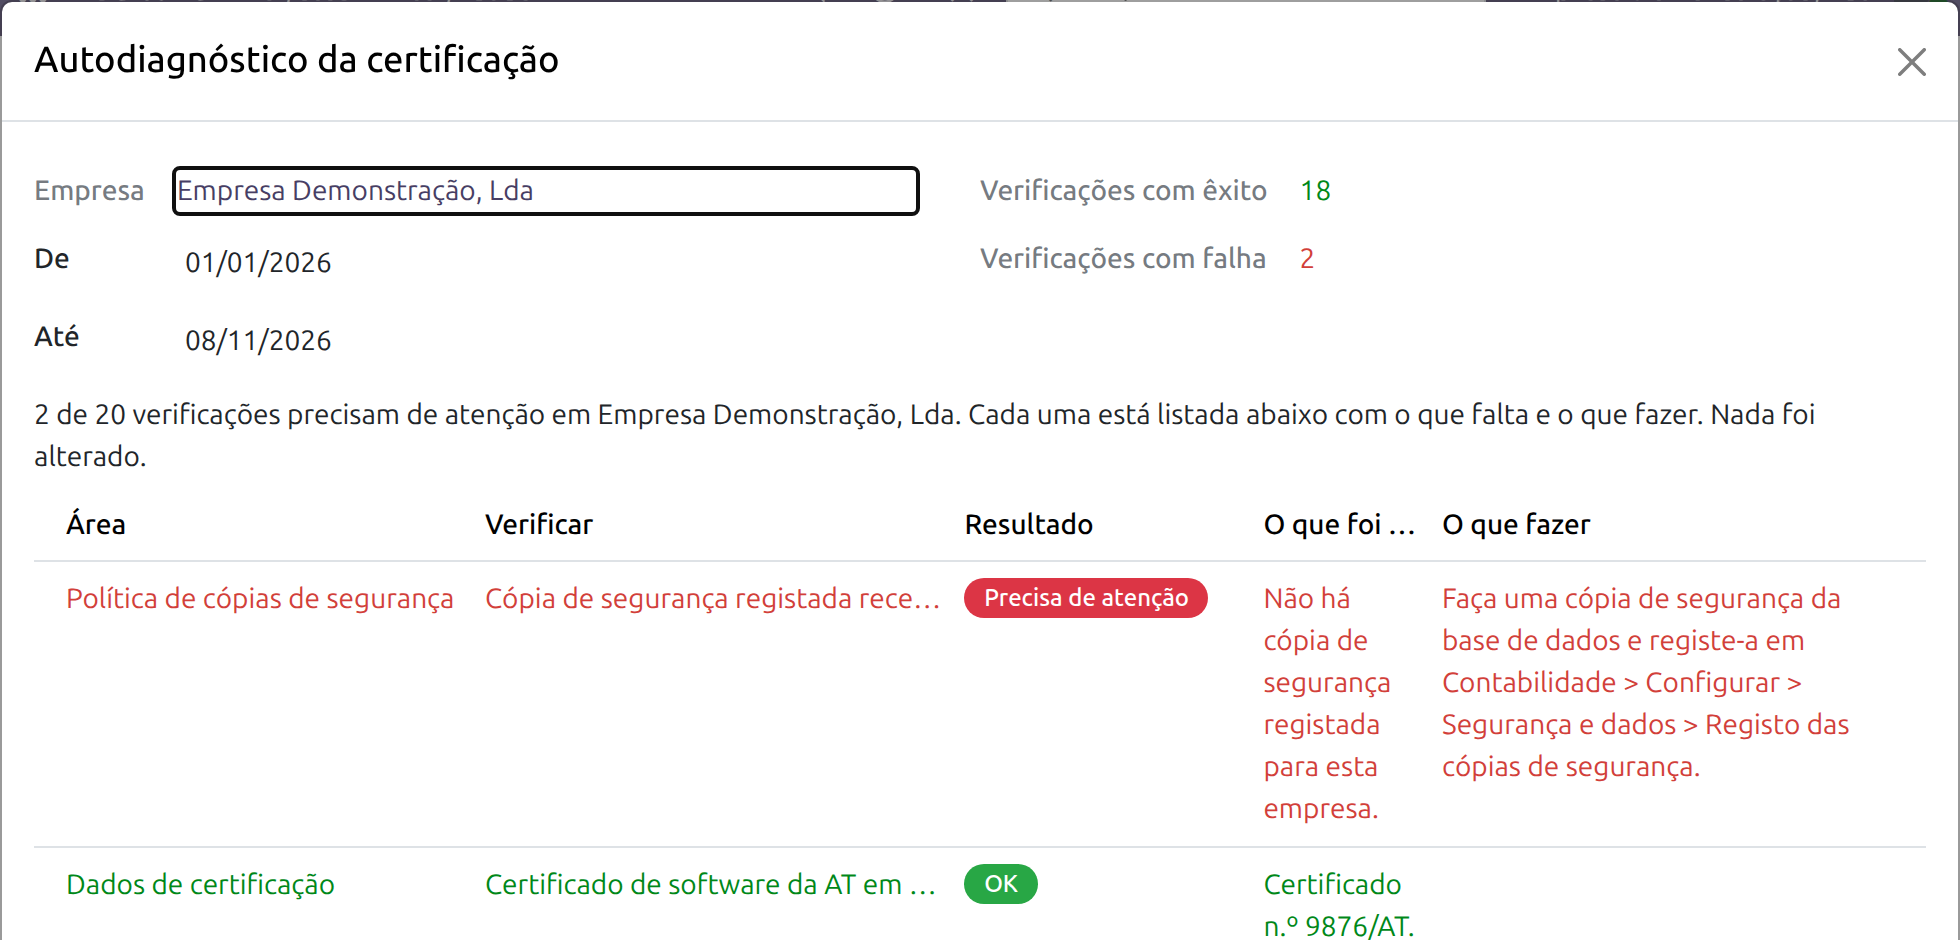 Autodiagnóstico da certificação
Empresa
Empresa Demonstração, Lda
Verificações com êxito 18
De
01/01/2026
Verificações com falha 2
Até
08/11/2026
2 de 20 verificações precisam de atenção em Empresa Demonstração, Lda. Cada uma está listada abaixo com o que falta e o que fazer. Nada foi
alterado.
Área Verificar Resultado O que foi … O que fazer
Política de cópias de segurança
Cópia de segurança registada rece…
Precisa de atenção
Não há
cópia de
segurança
registada
para esta
empresa.
Faça uma cópia de segurança da
base de dados e registe-a em
Contabilidade > Configurar >
Segurança e dados > Registo das
cópias de segurança.
Dados de certificação
Certificado de software da AT em …
OK
Certificado
n.º 9876/AT.